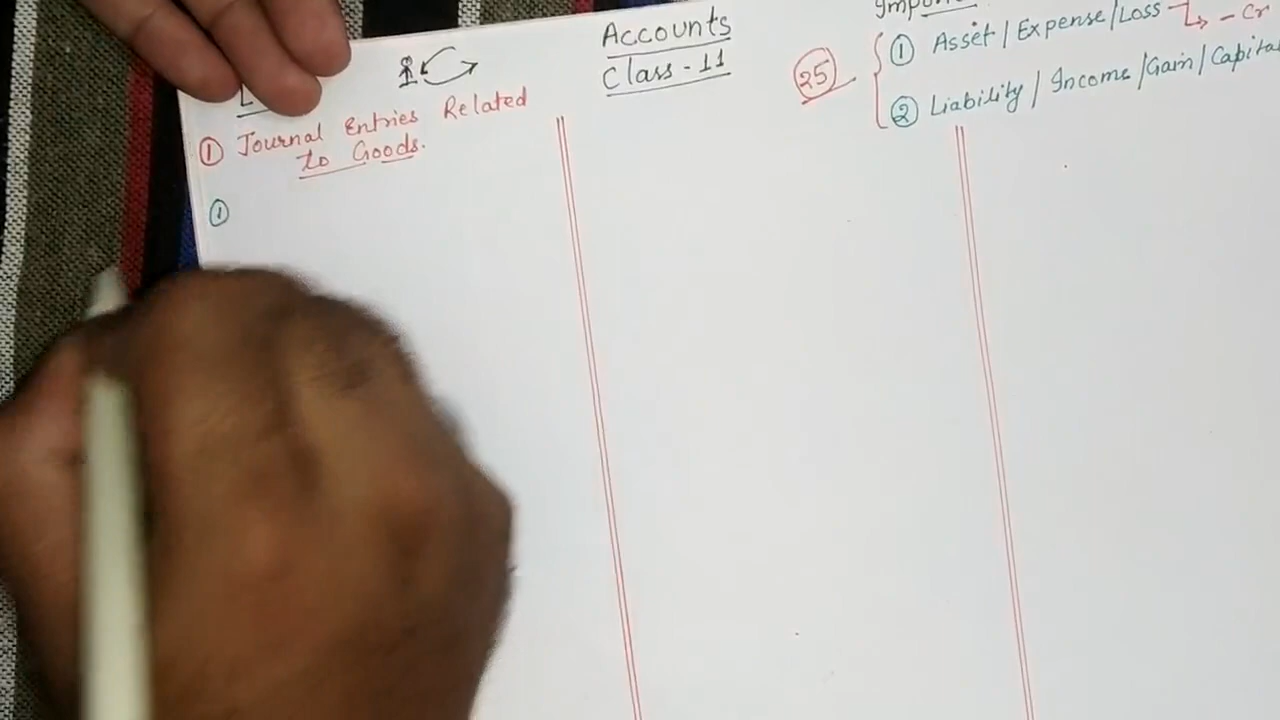 Accounts
Class-11
① Journal Entries Related
to Goods.
①
25
① Asset / Expense / Loss - Cr
② Liability / Income / Gain /